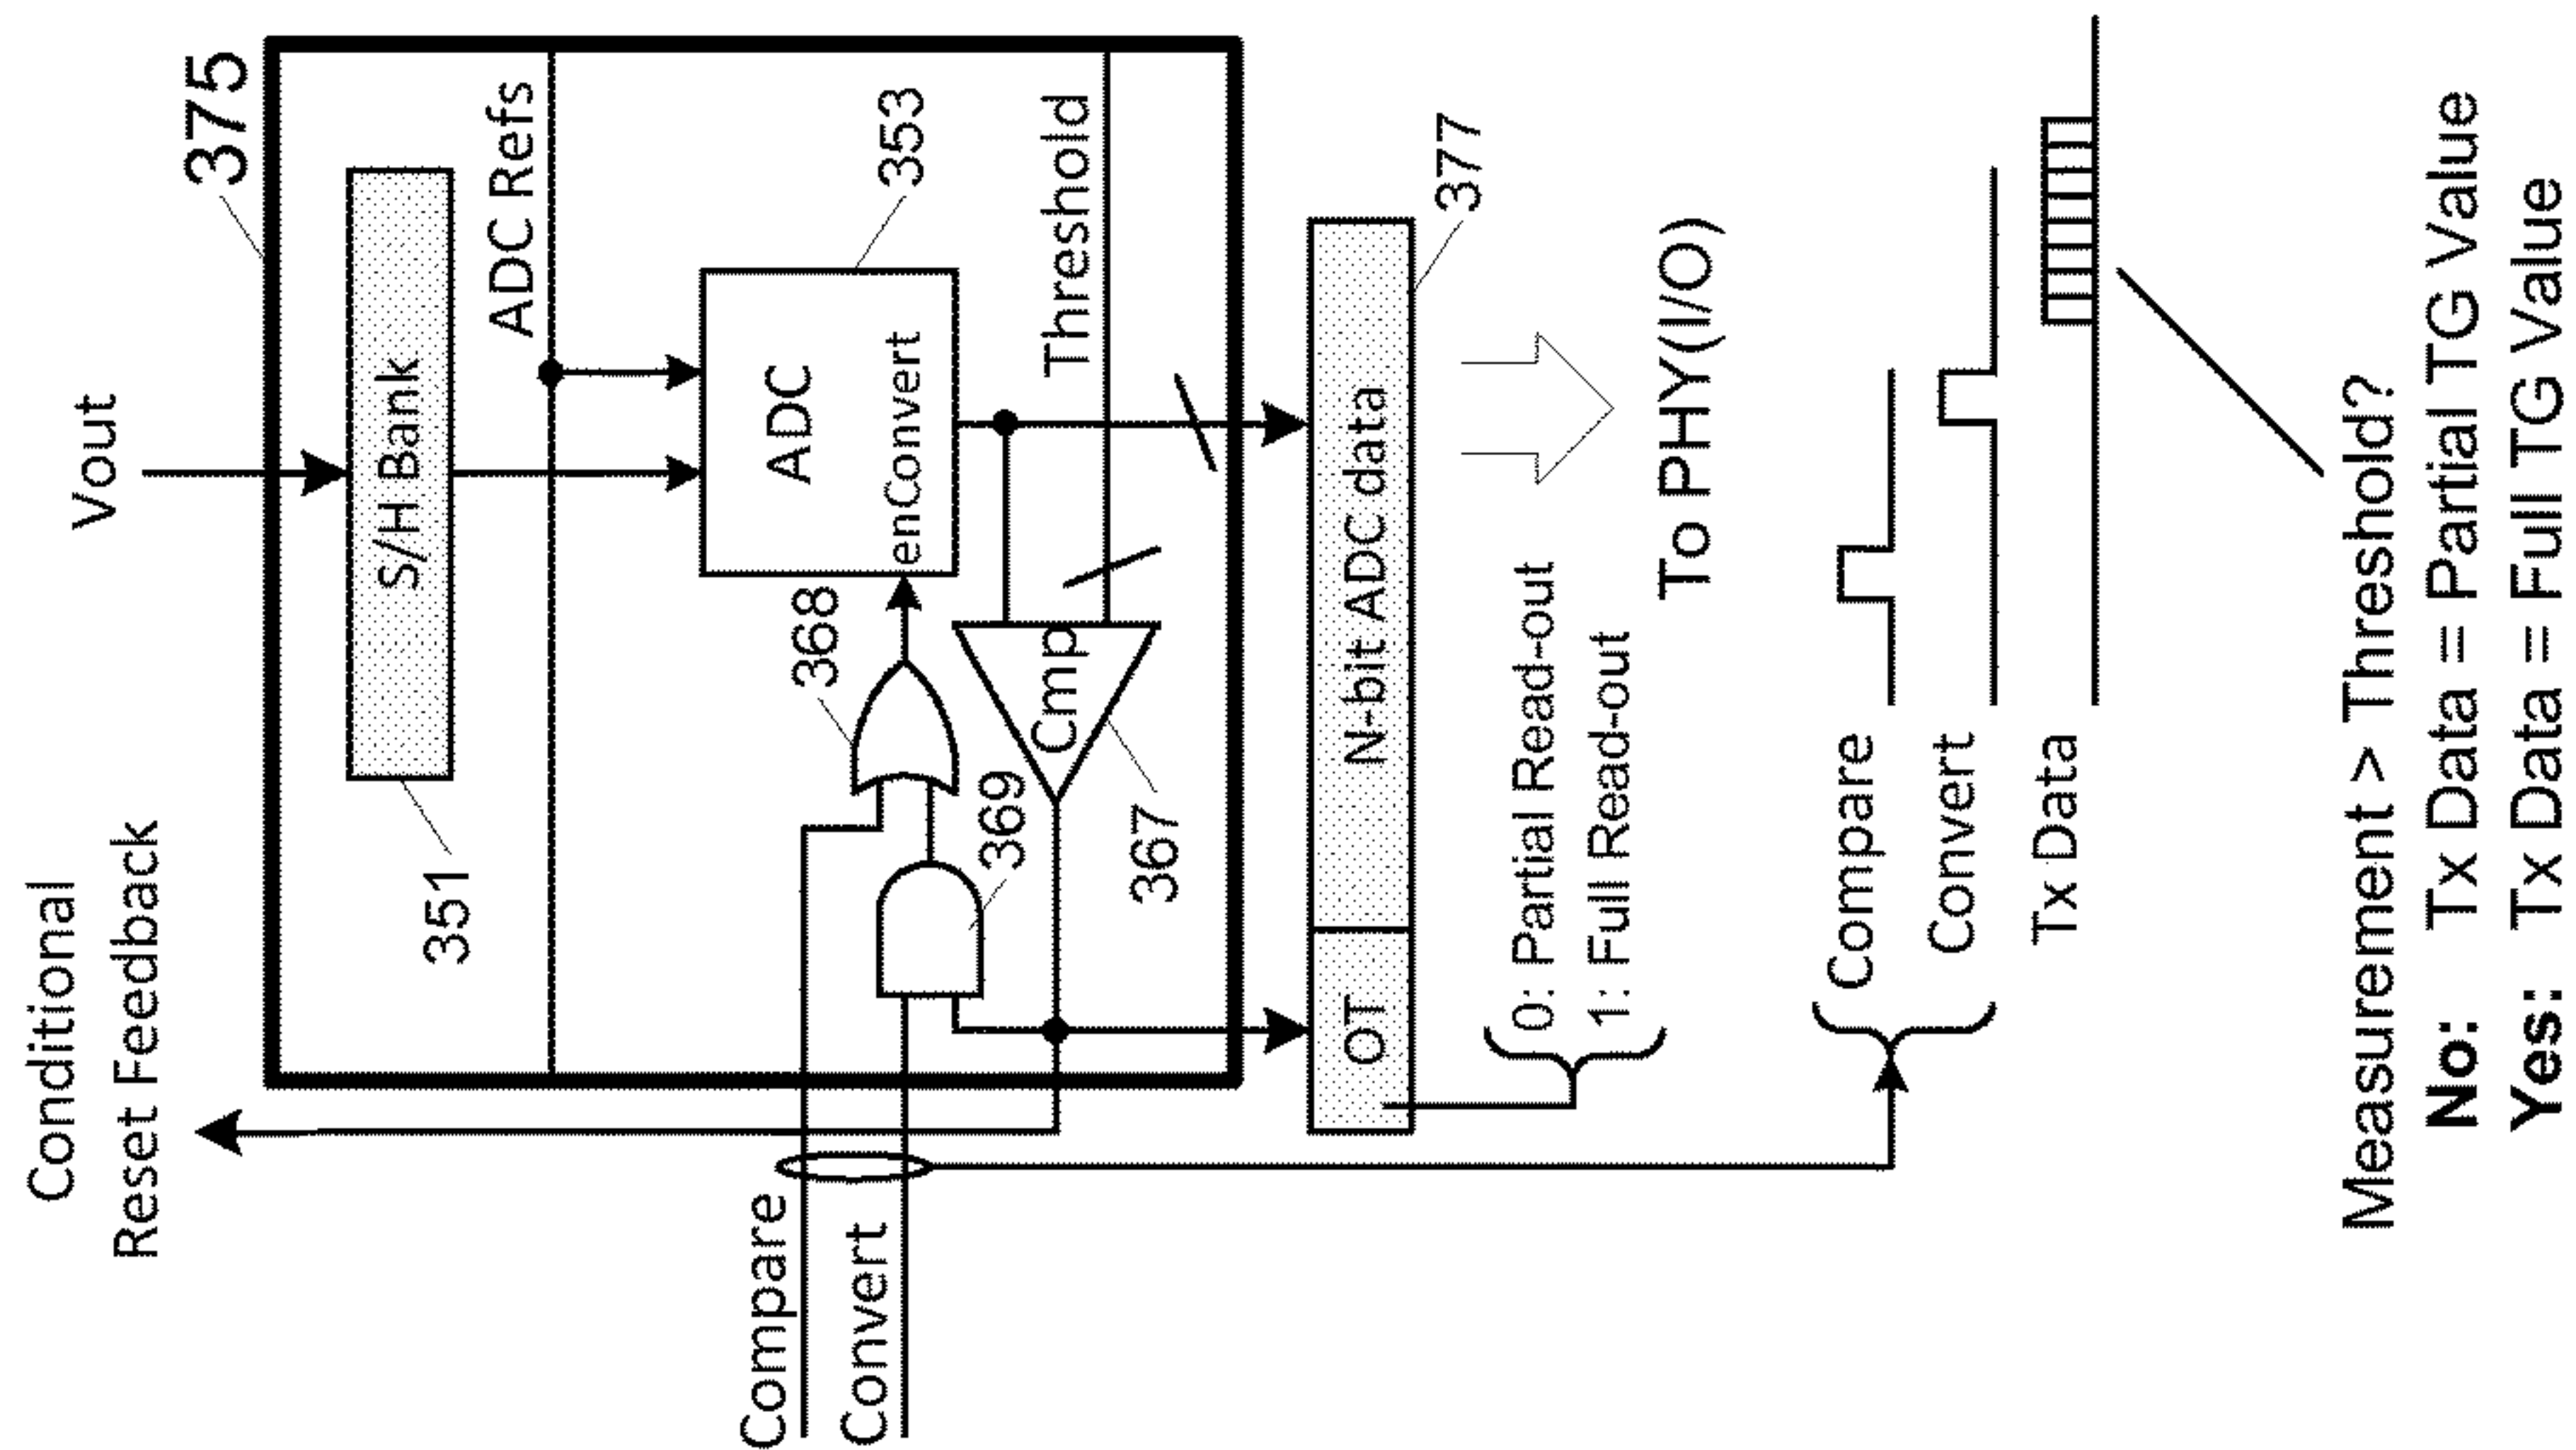 Conditional
Reset Feedback
Vout
375
S/H Bank
351
ADC Refs
Compare
Convert
368
369
ADC
enConvert
353
Cmp
367
Threshold
OT
N-bit ADC data
377
0: Partial Read-out
1: Full Read-out
To PHY(I/O)
Compare
Convert
Tx Data
Measurement > Threshold?
No: Tx Data = Partial TG Value
Yes: Tx Data = Full TG Value